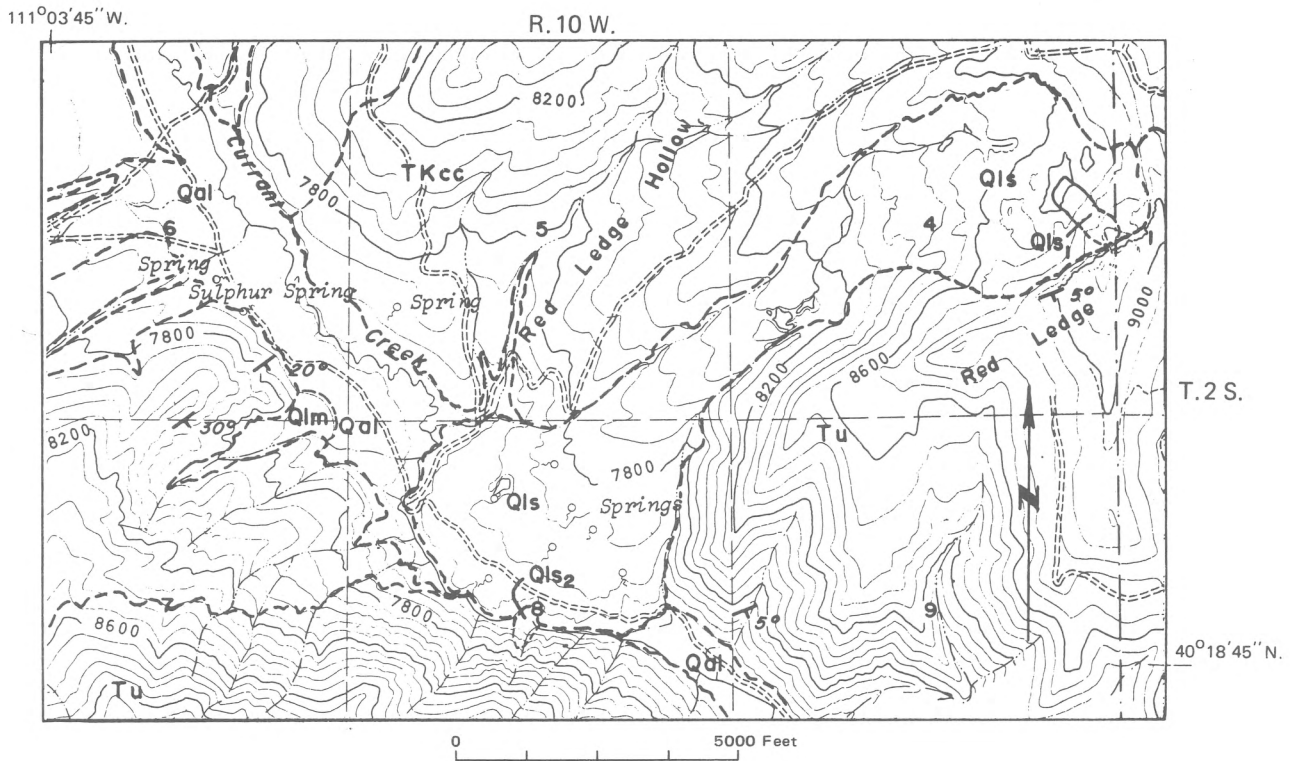 111°03'45"W.
R. 10 W.
8200
Currant
Hollow
TKcc
Qls
Qal
7800
6
5
4
Ledge
Qls₁
Spring
Sulphur Spring
Spring
Red
5°
Ledge
9000
7800
Creek
8600
Red
20°
8200
T. 2 S.
30°
Qlm
Qal
8200
Tu
7800
Qls
Springs
N
Qls₂
7800
8
5°
9
8600
Qal
40°18'45"N.
Tu
0
5000 Feet